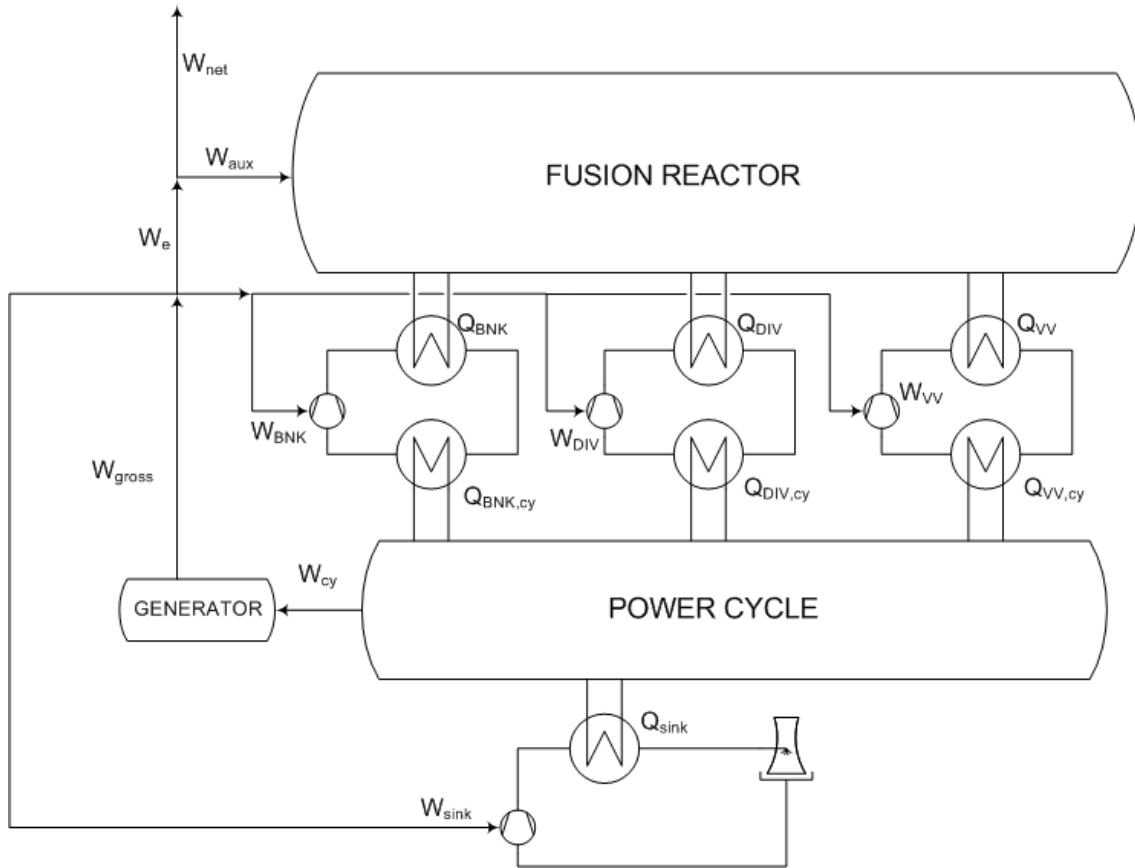 W_net
W_aux
FUSION REACTOR
W_e
Q_BNK
Q_DIV
Q_VV
W_BNK
W_DIV
W_VV
W_gross
Q_BNK,cy
Q_DIV,cy
Q_VV,cy
W_cy
GENERATOR
POWER CYCLE
Q_sink
W_sink